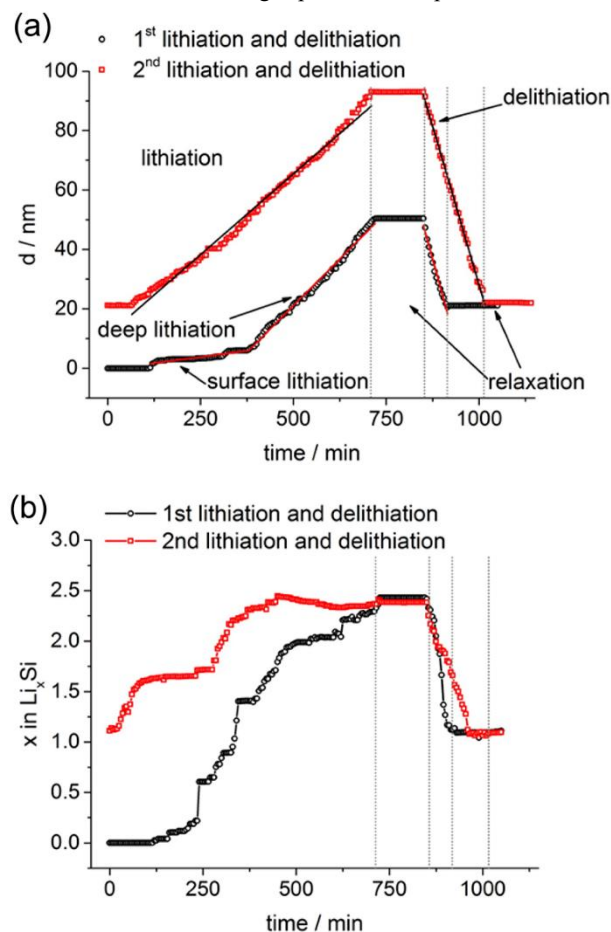 (a)
1st lithiation and delithiation
2nd lithiation and delithiation
100
80
60
40
20
0
d / nm
lithiation
delithiation
deep lithiation
surface lithiation
relaxation
0 250 500 750 1000
time / min
(b)
1st lithiation and delithiation
2nd lithiation and delithiation
3.0
2.5
2.0
1.5
1.0
0.5
0.0
x in LixSi
0 250 500 750 1000
time / min